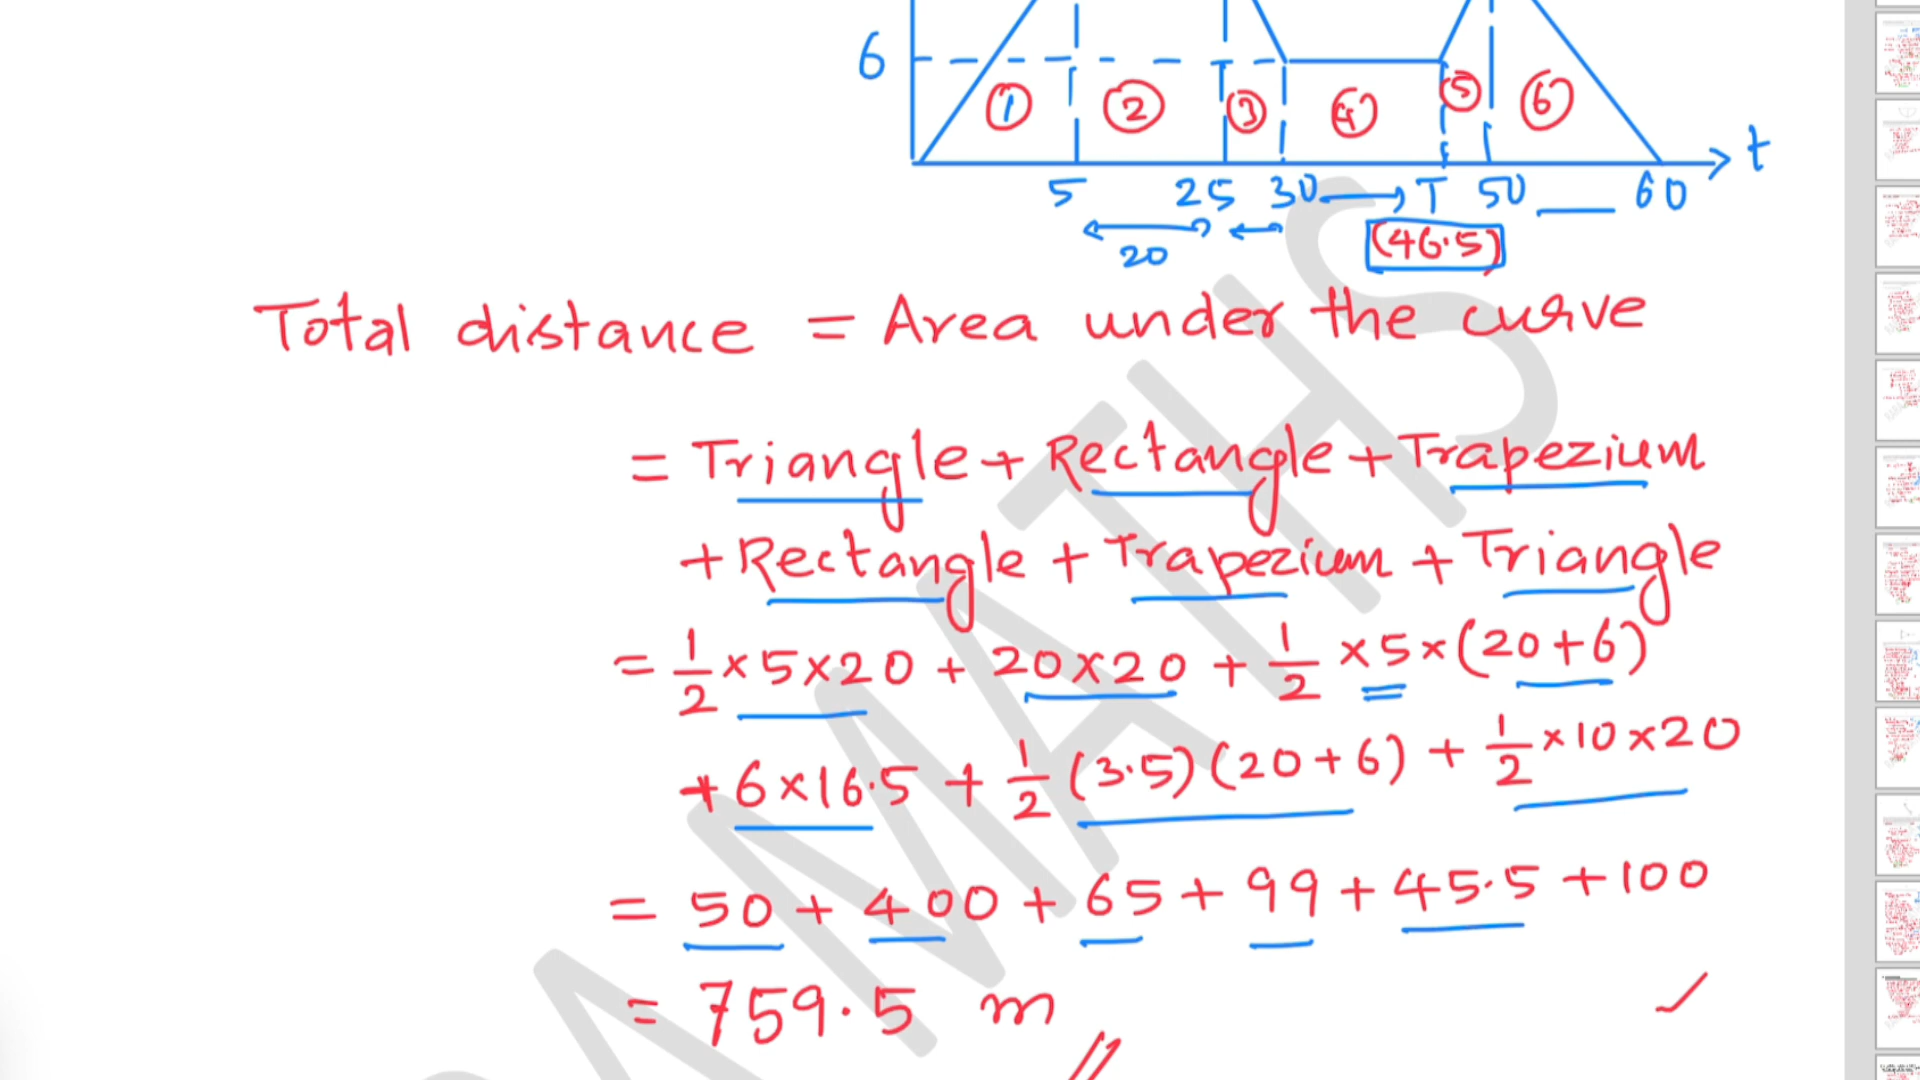 6
① ② ③ ④ ⑤ ⑥
5 25 30 → T 50 __ 60 → t
20 (46.5)
Total distance = Area under the curve
= Triangle + Rectangle + Trapezium
+ Rectangle + Trapezium + Triangle
= 1/2 × 5 × 20 + 20 × 20 + 1/2 × 5 × (20+6)
+ 6 × 16.5 + 1/2 (3.5) (20+6) + 1/2 × 10 × 20
= 50 + 400 + 65 + 99 + 45.5 + 100
= 759.5 m
MATHS